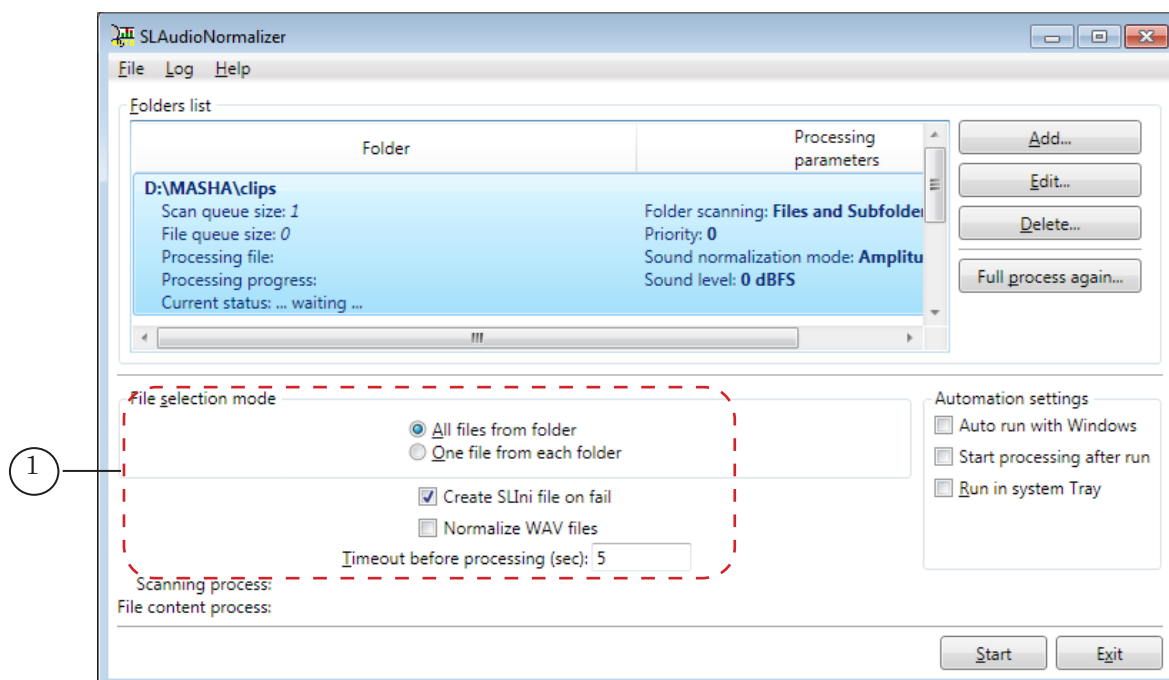 SLAudioNormalizer
File Log Help
Folders list
Folder
Processing
parameters
D:\MASHA\clips
Scan queue size: 1
File queue size: 0
Processing file:
Processing progress:
Current status: ... waiting ...
Folder scanning: Files and Subfolde
Priority: 0
Sound normalization mode: Amplitu
Sound level: 0 dBFS
Add...
Edit...
Delete...
Full process again...
File selection mode
All files from folder
One file from each folder
Create SLIni file on fail
Normalize WAV files
Timeout before processing (sec): 5
1
Automation settings
Auto run with Windows
Start processing after run
Run in system Tray
Scanning process:
File content process:
Start
Exit